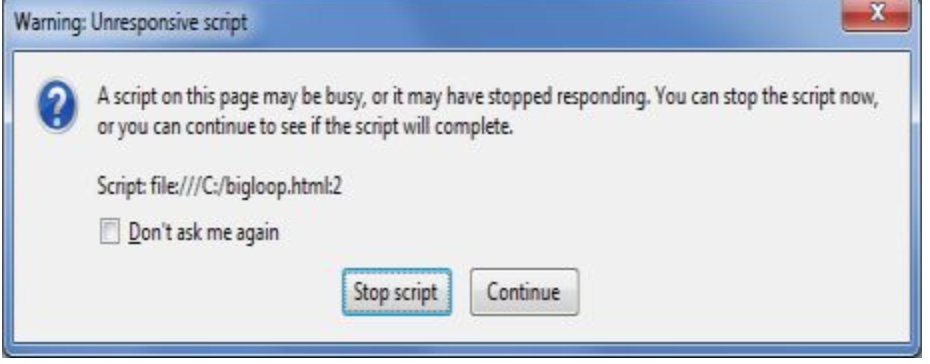 Warning: Unresponsive script
X
A script on this page may be busy, or it may have stopped responding. You can stop the script now,
or you can continue to see if the script will complete.
Script: file:///C:/bigloop.html:2
Don't ask me again
Stop script Continue